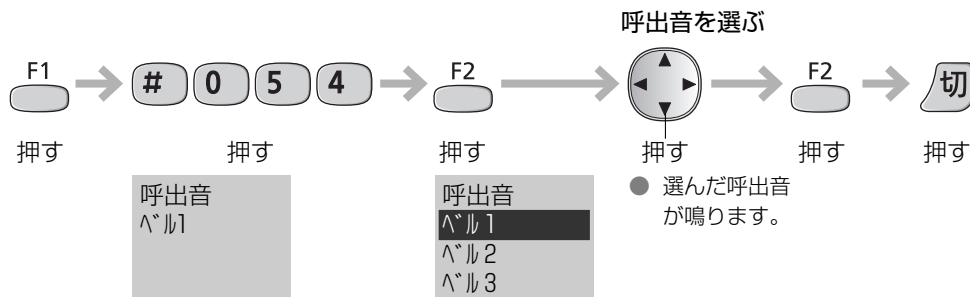 呼出音を選ぶ
F1
# 0 5 4
F2
F2
切
押す
押す
押す
押す
押す
押す
呼出音
ﾍﾞﾙ1
呼出音
ﾍﾞﾙ1
ﾍﾞﾙ2
ﾍﾞﾙ3
● 選んだ呼出音
が鳴ります。